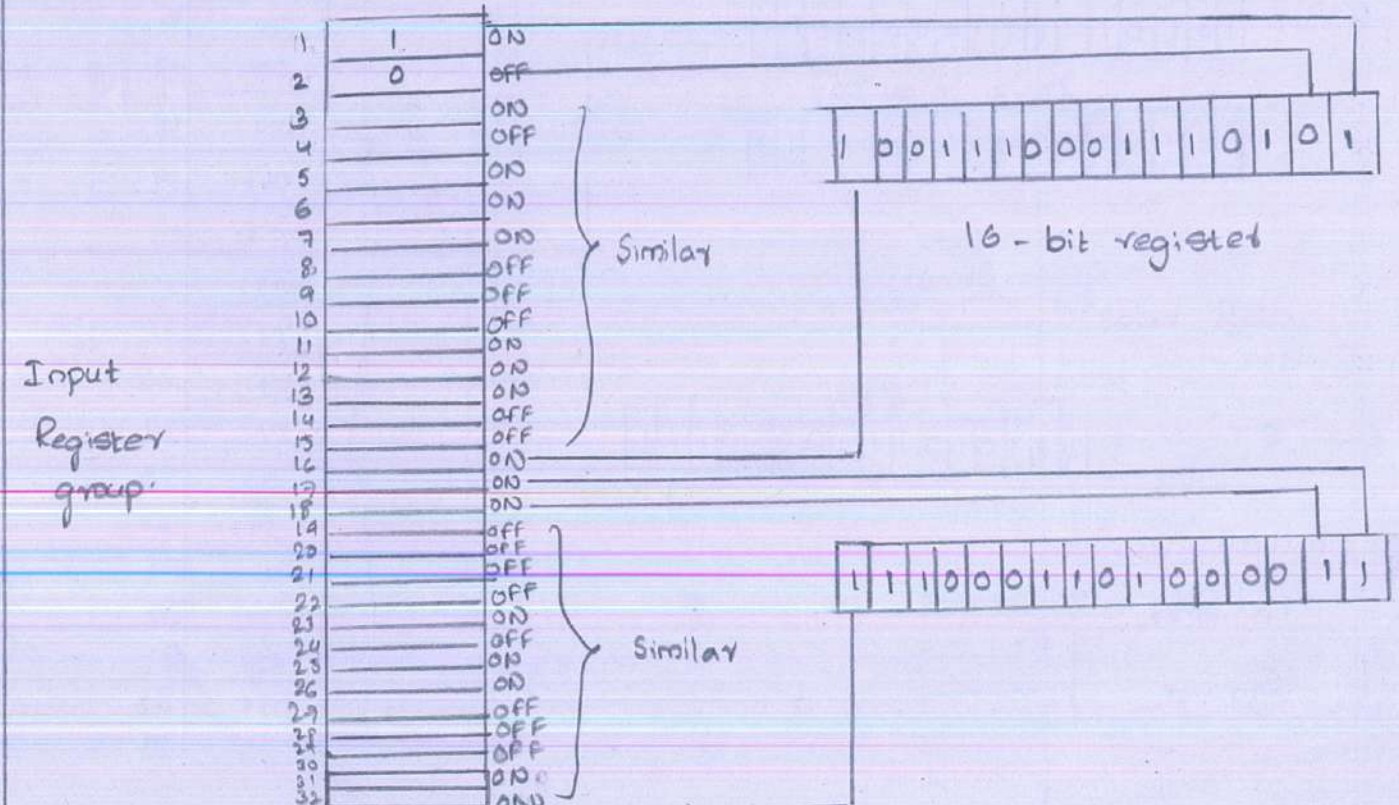 1. 1 ON
2 0 OFF
3 ON
4 OFF
5 ON
6 ON
7 ON
8 OFF
9 OFF
10 OFF
11 ON
12 ON
13 ON
14 OFF
15 OFF
16 ON
17 ON
18 ON
19 OFF
20 OFF
21 OFF
22 OFF
23 ON
24 OFF
25 ON
26 ON
27 OFF
28 OFF
29 OFF
30 ON
31 ON
32
Similar
1 0 0 1 1 1 0 0 0 1 1 1 0 1 0 1
16 - bit register
Input
Register
group
Similar
1 1 1 0 0 0 1 1 0 1 0 0 0 0 1 1